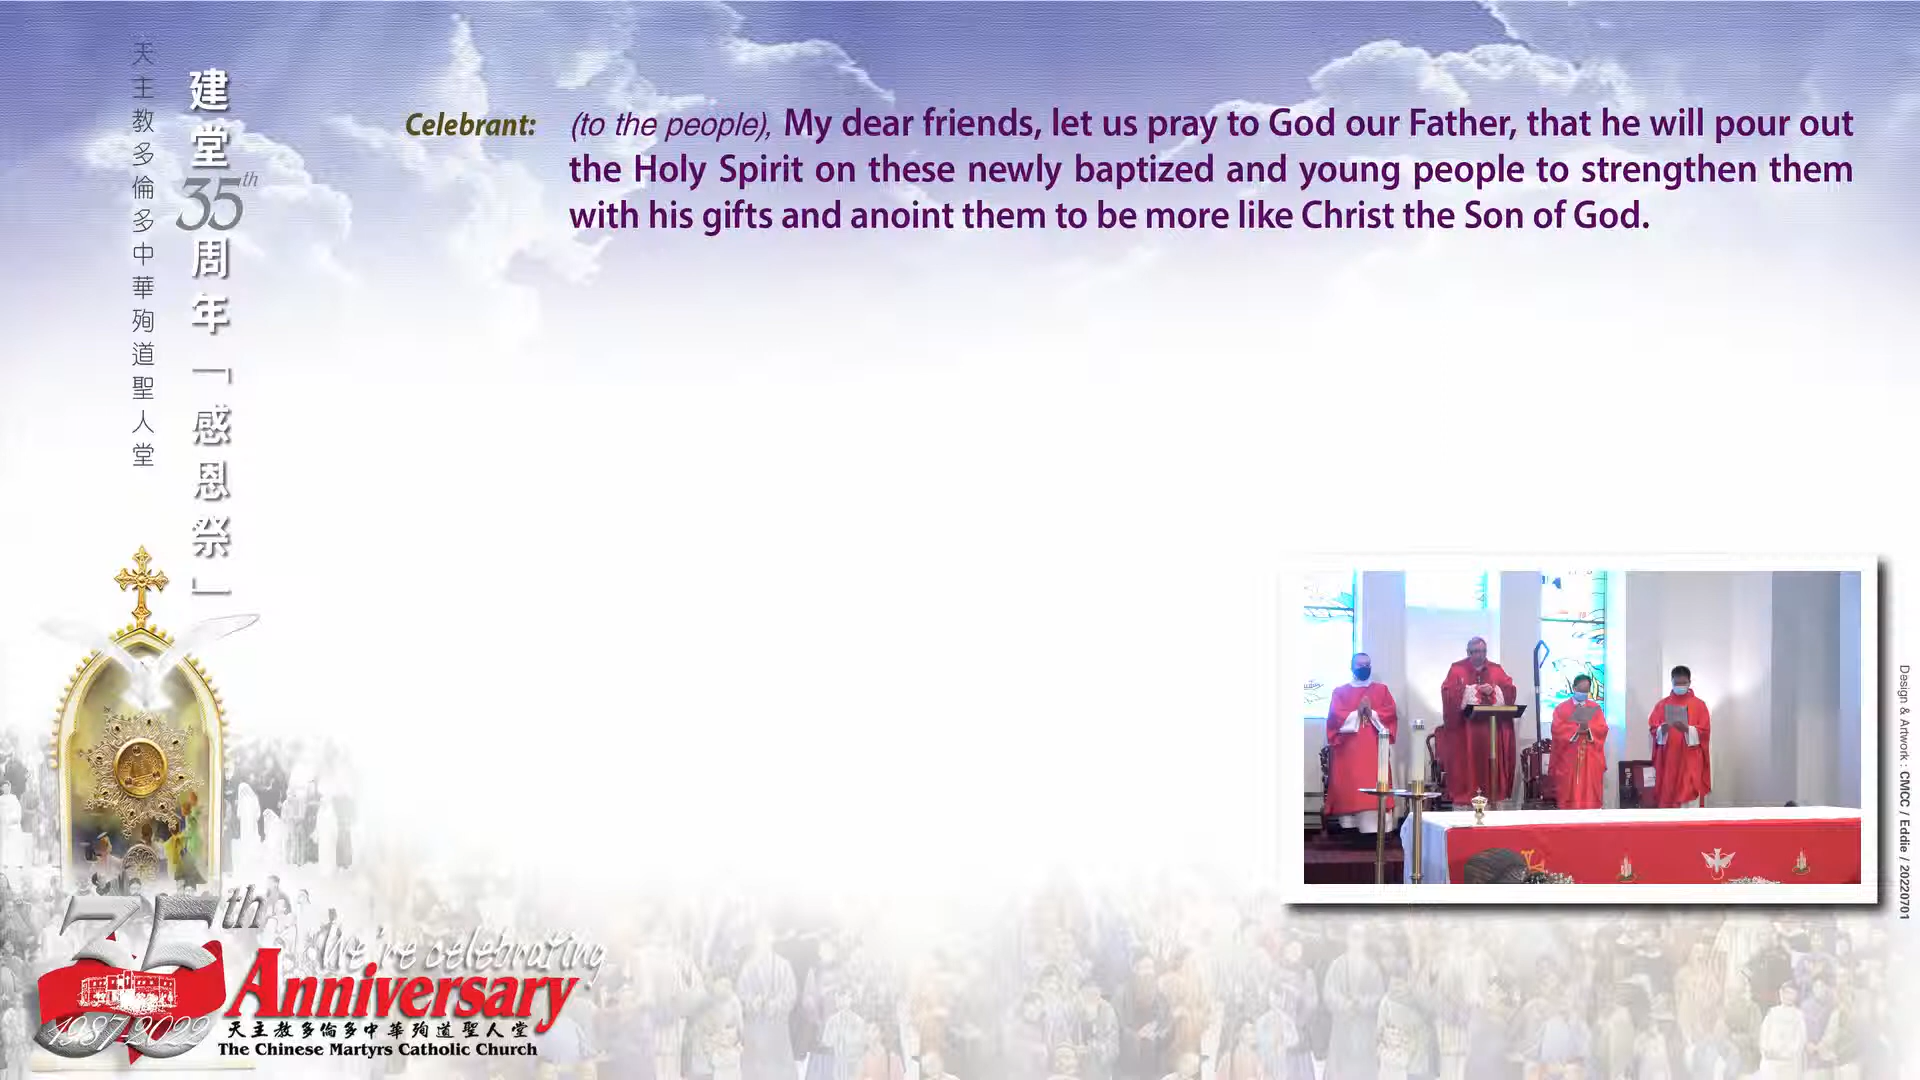 天主教多倫多中華殉道聖人堂
建堂35th周年「感恩祭」
Celebrant: (to the people), My dear friends, let us pray to God our Father, that he will pour out
the Holy Spirit on these newly baptized and young people to strengthen them
with his gifts and anoint them to be more like Christ the Son of God.
35th
We're celebrating
Anniversary
1987-2022
天主教多倫多中華殉道聖人堂
The Chinese Martyrs Catholic Church
Design & Artwork : CMCC / Eddie / 20220701